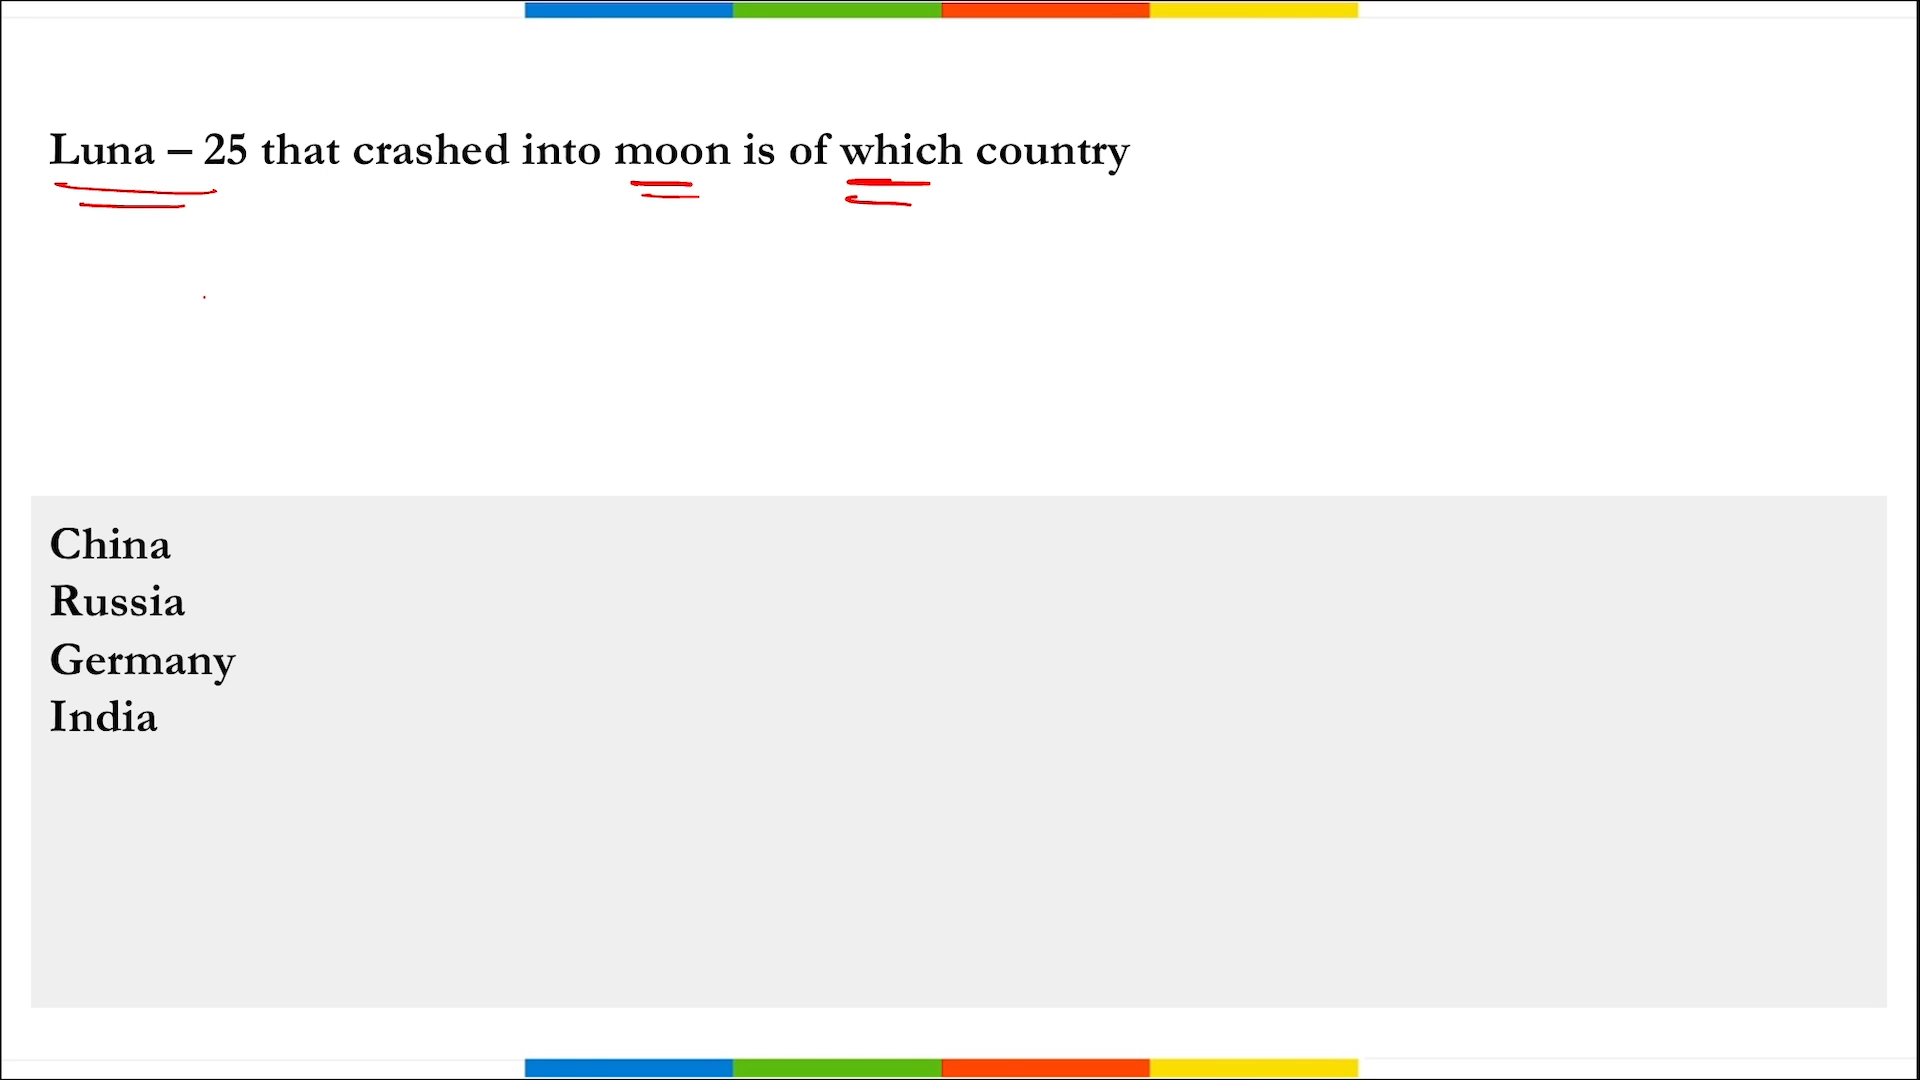 Luna – 25 that crashed into moon is of which country
China
Russia
Germany
India